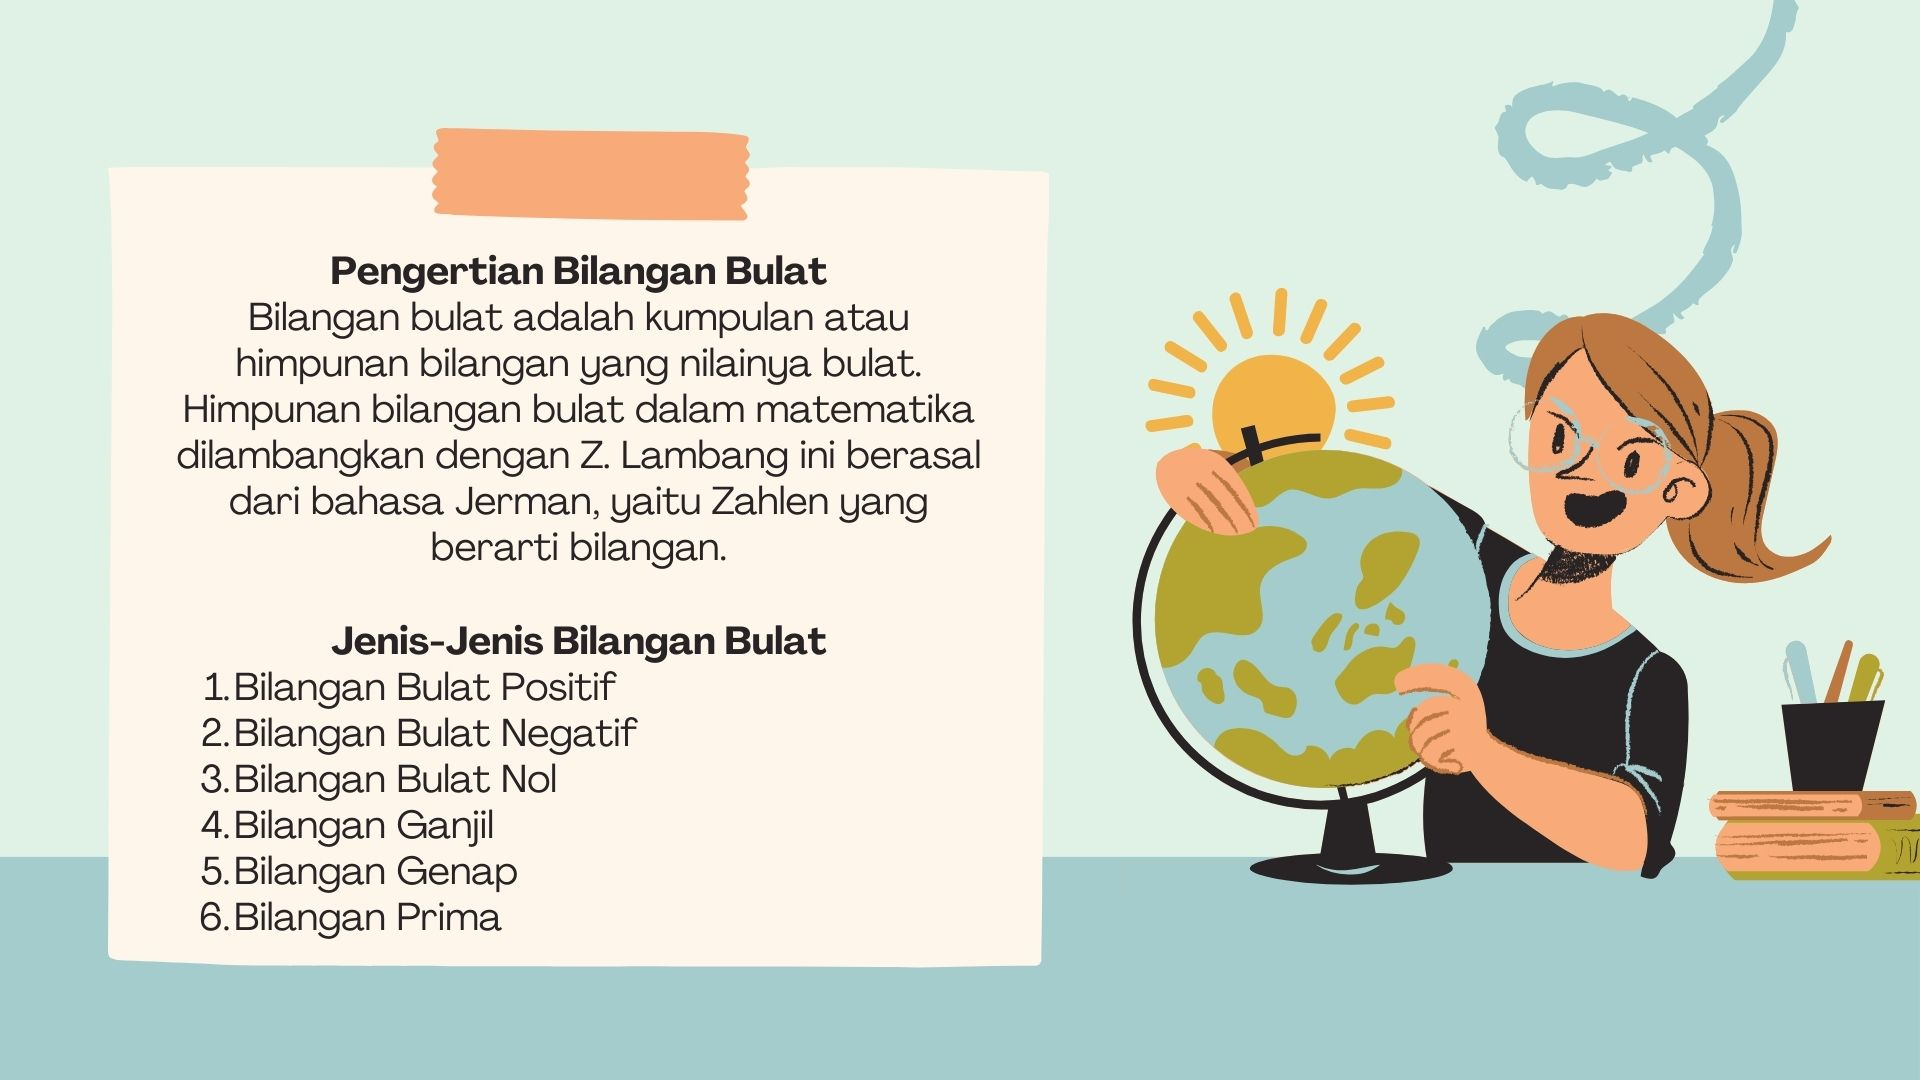 Pengertian Bilangan Bulat
Bilangan bulat adalah kumpulan atau
himpunan bilangan yang nilainya bulat.
Himpunan bilangan bulat dalam matematika
dilambangkan dengan Z. Lambang ini berasal
dari bahasa Jerman, yaitu Zahlen yang
berarti bilangan.
Jenis-Jenis Bilangan Bulat
1. Bilangan Bulat Positif
2. Bilangan Bulat Negatif
3. Bilangan Bulat Nol
4. Bilangan Ganjil
5. Bilangan Genap
6. Bilangan Prima